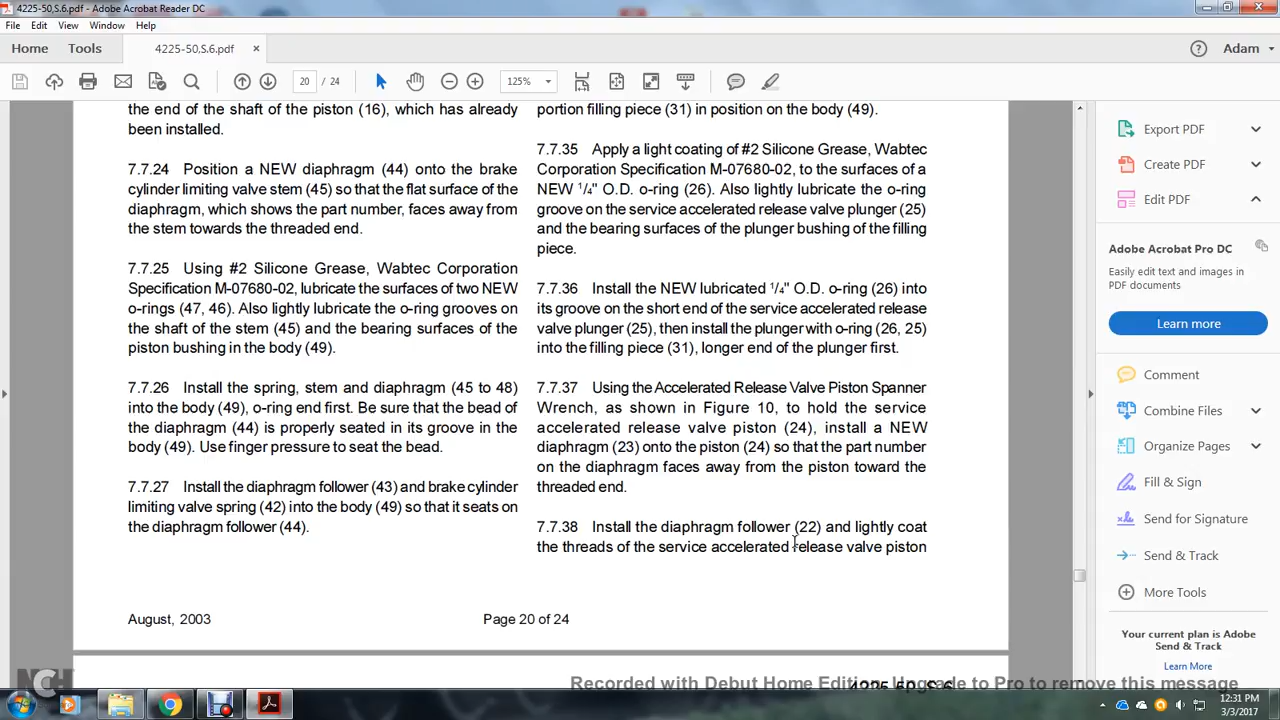 4225-50,S.6.pdf - Adobe Acrobat Reader DC
File Edit View Window Help
Home Tools 4225-50,S.6.pdf × Adam
20 / 24 125%
the end of the shaft of the piston (16), which has already
been installed.
7.7.24 Position a NEW diaphragm (44) onto the brake
cylinder limiting valve stem (45) so that the flat surface of the
diaphragm, which shows the part number, faces away from
the stem towards the threaded end.
7.7.25 Using #2 Silicone Grease, Wabtec Corporation
Specification M-07680-02, lubricate the surfaces of two NEW
o-rings (47, 46). Also lightly lubricate the o-ring grooves on
the shaft of the stem (45) and the bearing surfaces of the
piston bushing in the body (49).
7.7.26 Install the spring, stem and diaphragm (45 to 48)
into the body (49), o-ring end first. Be sure that the bead of
the diaphragm (44) is properly seated in its groove in the
body (49). Use finger pressure to seat the bead.
7.7.27 Install the diaphragm follower (43) and brake cylinder
limiting valve spring (42) into the body (49) so that it seats on
the diaphragm follower (44).
portion filling piece (31) in position on the body (49).
7.7.35 Apply a light coating of #2 Silicone Grease, Wabtec
Corporation Specification M-07680-02, to the surfaces of a
NEW 1/4" O.D. o-ring (26). Also lightly lubricate the o-ring
groove on the service accelerated release valve plunger (25)
and the bearing surfaces of the plunger bushing of the filling
piece.
7.7.36 Install the NEW lubricated 1/4" O.D. o-ring (26) into
its groove on the short end of the service accelerated release
valve plunger (25), then install the plunger with o-ring (26, 25)
into the filling piece (31), longer end of the plunger first.
7.7.37 Using the Accelerated Release Valve Piston Spanner
Wrench, as shown in Figure 10, to hold the service
accelerated release valve piston (24), install a NEW
diaphragm (23) onto the piston (24) so that the part number
on the diaphragm faces away from the piston toward the
threaded end.
7.7.38 Install the diaphragm follower (22) and lightly coat
the threads of the service accelerated release valve piston
August, 2003 Page 20 of 24
4225-50, S.6
Export PDF
Create PDF
Edit PDF
Adobe Acrobat Pro DC
Easily edit text and images in
PDF documents
Learn more
Comment
Combine Files
Organize Pages
Fill & Sign
Send for Signature
Send & Track
More Tools
Your current plan is Adobe
Send & Track
Learn More
NCH
Recorded with Debut Home Edition. Upgrade to Pro to remove this message
12:31 PM
3/3/2017